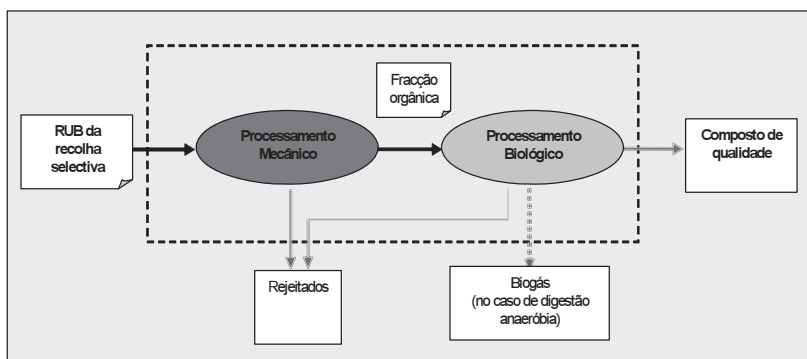 Fracção
orgânica
RUB da
recolha
selectiva
Processamento
Mecânico
Processamento
Biológico
Composto de
qualidade
Rejeitados
Biogás
(no caso de digestão
anaeróbia)